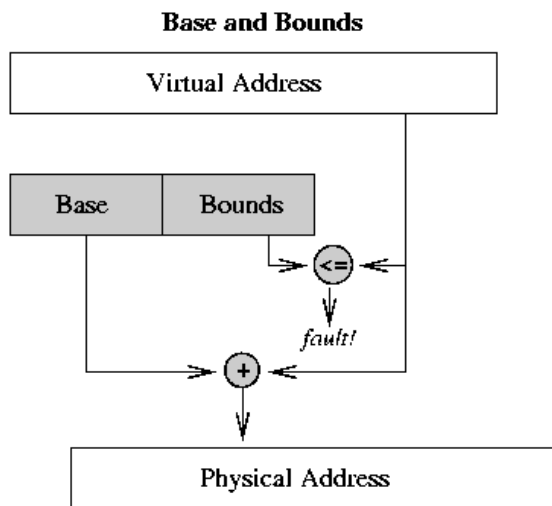 Base and Bounds
Virtual Address
Base
Bounds
<=
fault!
+
Physical Address